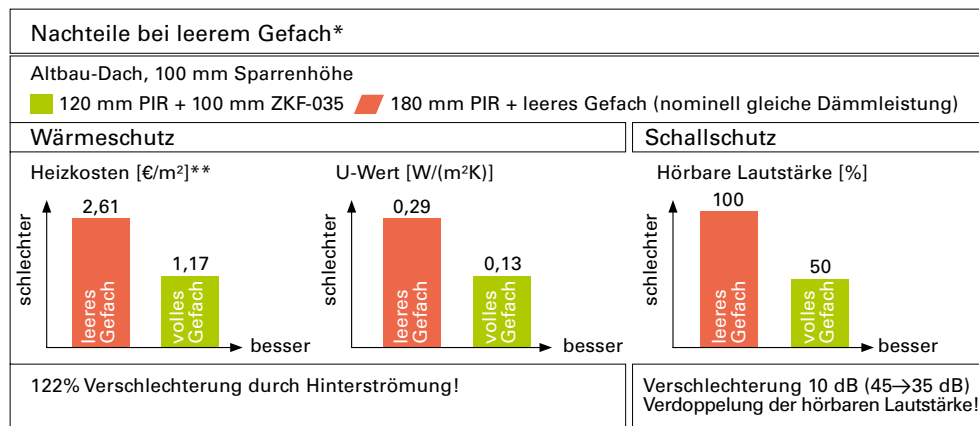 Nachteile bei leerem Gefach*
Altbau-Dach, 100 mm Sparrenhöhe
120 mm PIR + 100 mm ZKF-035 180 mm PIR + leeres Gefach (nominell gleiche Dämmleistung)
Wärmeschutz
Heizkosten [€/m²]**
schlechter
2,61
leeres
Gefach
1,17
volles
Gefach
besser
U-Wert [W/(m²K)]
schlechter
0,29
leeres
Gefach
0,13
volles
Gefach
besser
122% Verschlechterung durch Hinterströmung!
Schallschutz
Hörbare Lautstärke [%]
schlechter
100
leeres
Gefach
50
volles
Gefach
besser
Verschlechterung 10 dB (45→35 dB)
Verdoppelung der hörbaren Lautstärke!